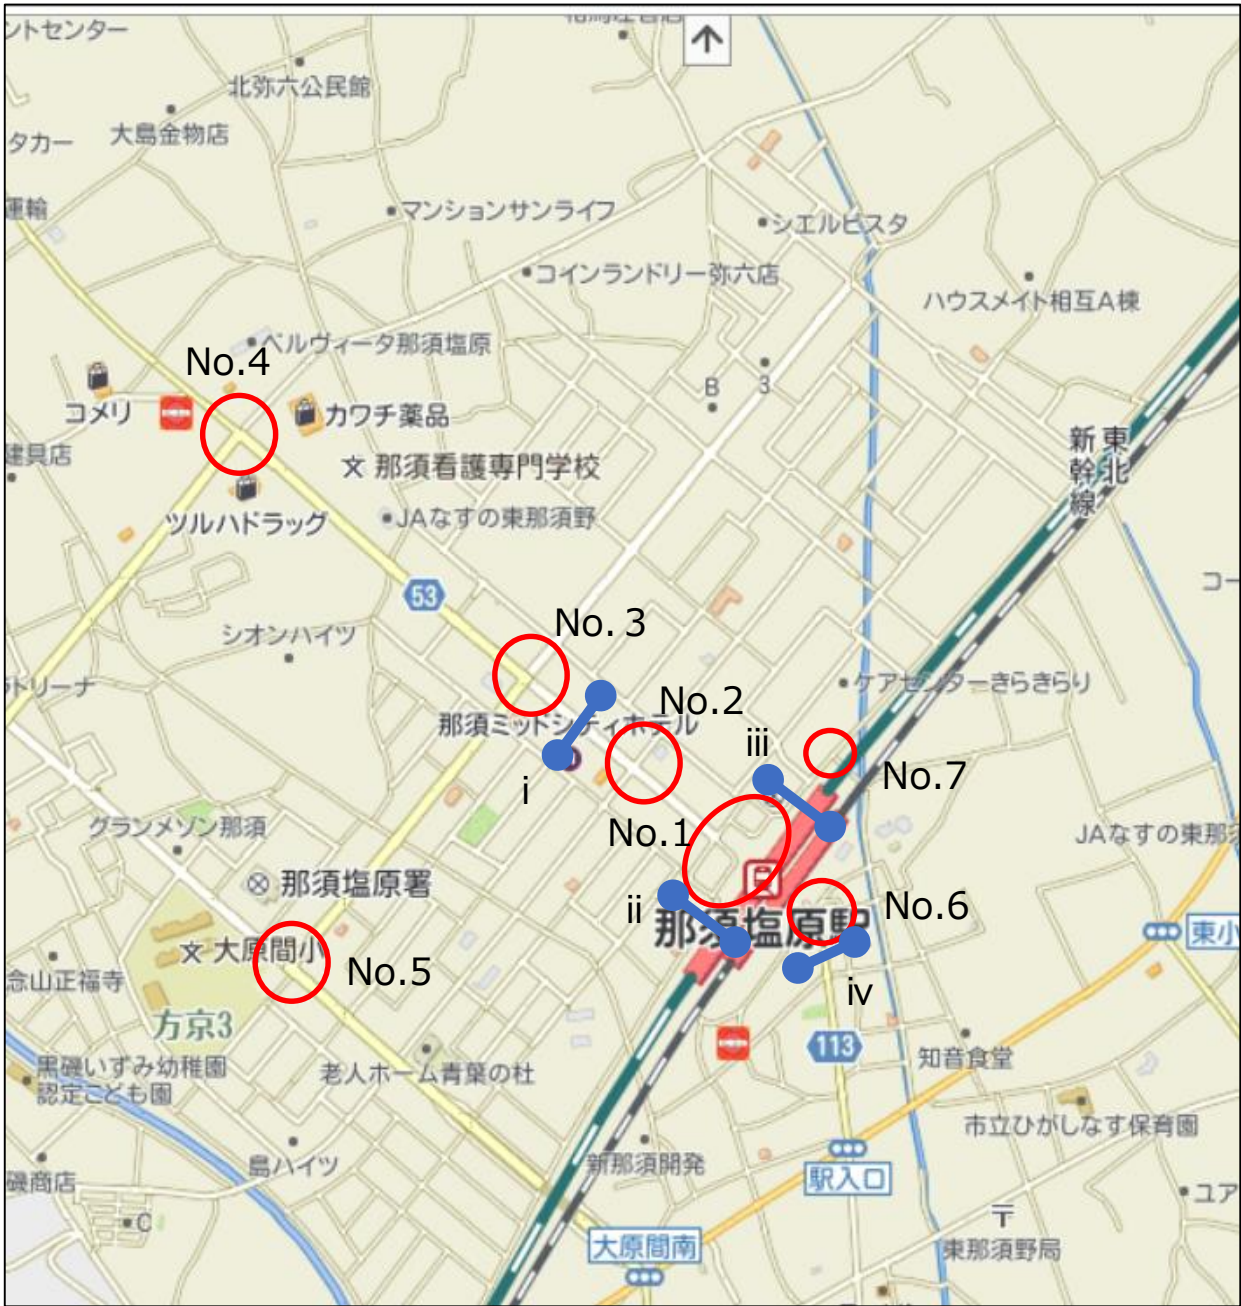 ントセンター
北弥六公民館
大島金物店
タカー
運輸
マンションサンライフ
シエルビスタ
コインランドリー弥六店
ハウスメイト相互A棟
ベルヴィータ那須塩原
No.4
コメリ
カワチ薬品
B
3
建具店
那須看護専門学校
東北
新幹線
ツルハドラッグ
JAなすの東那須野
53
コー
シオンハイツ
No. 3
トリーナ
ケアセンターきらきらり
No.2
那須ミッドシティホテル
iii
i
No.7
グランメゾン那須
No.1
JAなすの東那須
那須塩原署
ii
那須塩原駅
No.6
東小
大原間小
No.5
念山正福寺
iv
方京3
113
知音食堂
黒磯いずみ幼稚園
認定こども園
老人ホーム青葉の杜
市立ひがしなす保育園
島ハイツ
新那須開発
駅入口
磯商店
ユア
C
〒
大原間南
東那須野局